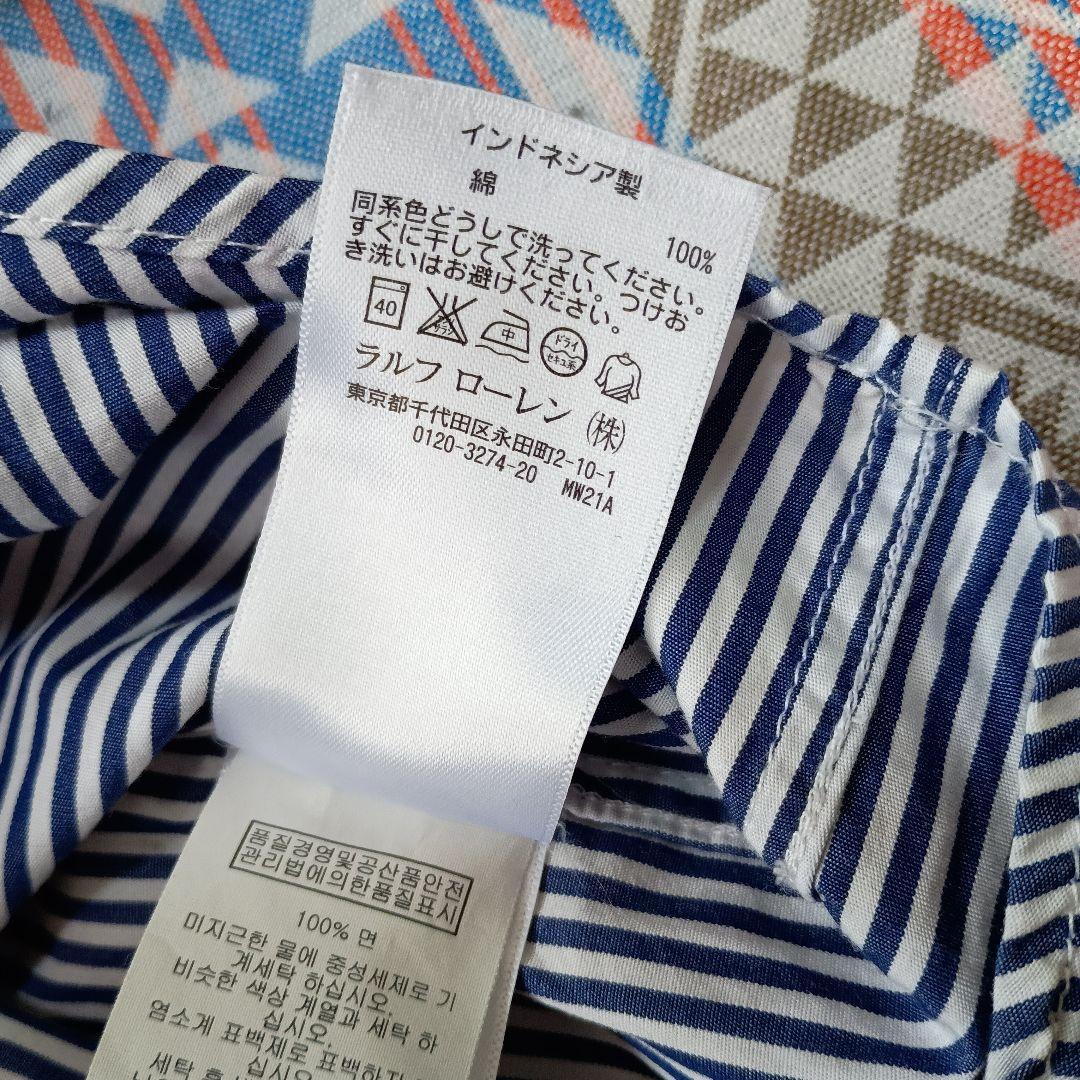 インドネシア製
綿 100%
同系色どうしで洗ってください。
すぐに干してください。つけお
き洗いはお避けください。
40 中 ドライ セキユ系
ラルフ ローレン (株)
東京都千代田区永田町2-10-1
0120-3274-20 MW21A
품질경영및공산품안전
관리법에의한품질표시
100% 면
미지근한 물에 중성세제로 기
계세탁 하십시오.
비슷한 색상 계열과 세탁 하
십시오.
염소계 표백제로 표백하지
십시오.
세탁 후